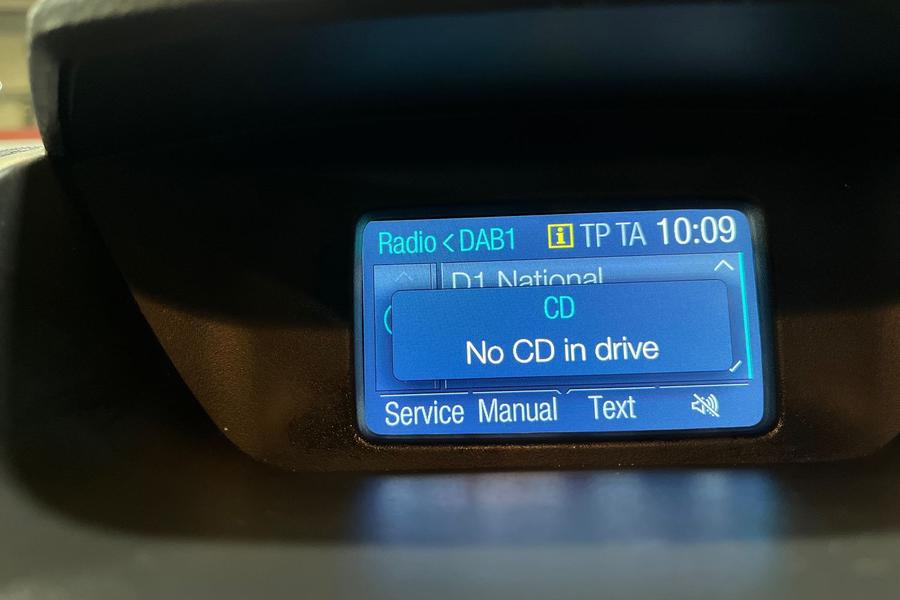 Radio < DAB1 i TP TA 10:09
D1 National
CD
No CD in drive
Service Manual Text